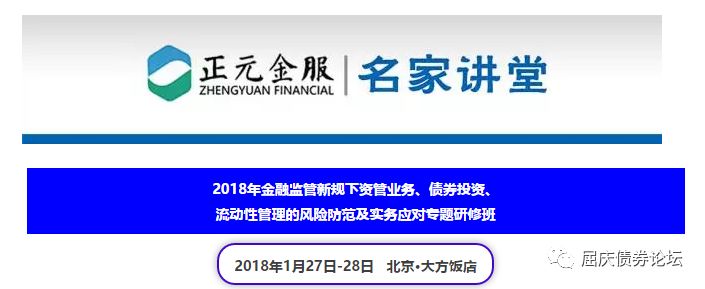 正元金服 名家讲堂
ZHENGYUAN FINANCIAL
2018年金融监管新规下资管业务、债券投资、
流动性管理的风险防范及实务应对专题研修班
2018年1月27日-28日 北京•大方饭店
屈庆债券论坛